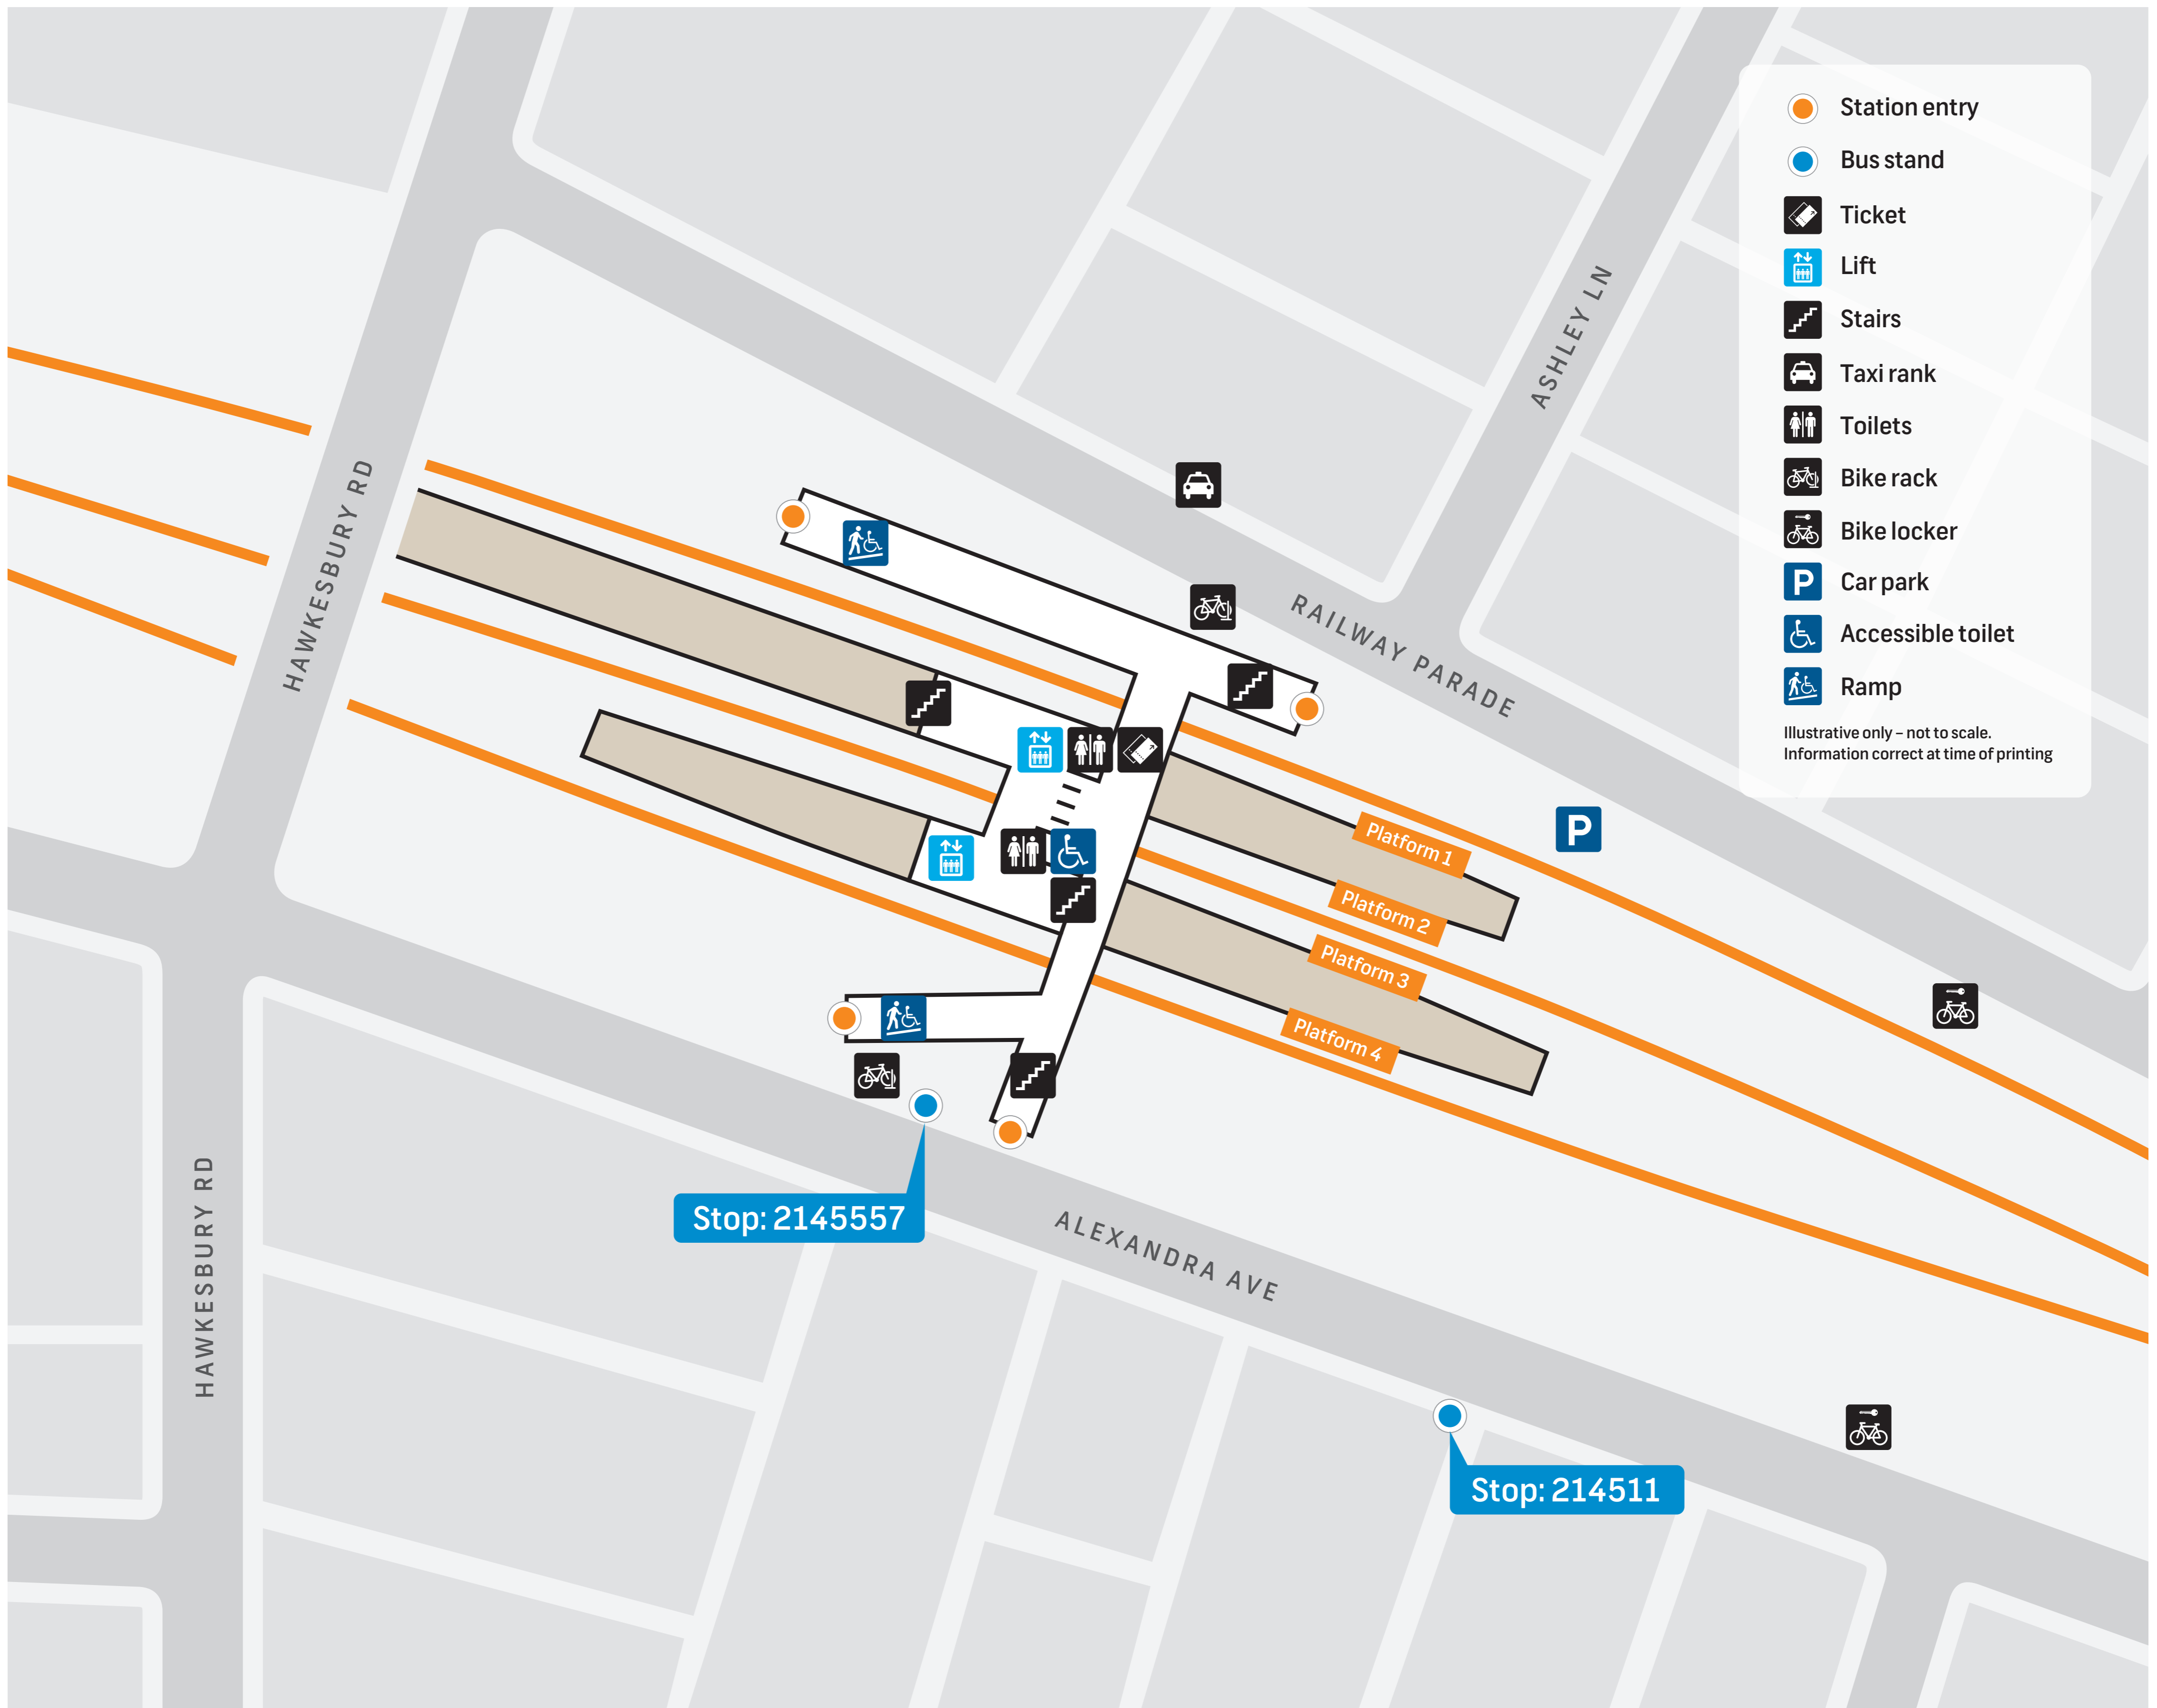 Station entry
Bus stand
Ticket
Lift
Stairs
Taxi rank
Toilets
Bike rack
Bike locker
P Car park
Accessible toilet
Ramp
Illustrative only – not to scale.
Information correct at time of printing
ASHLEY LN
HAWKESBURY RD
RAILWAY PARADE
P
Platform 1
Platform 2
Platform 3
Platform 4
Stop: 2145557
ALEXANDRA AVE
HAWKESBURY RD
Stop: 214511